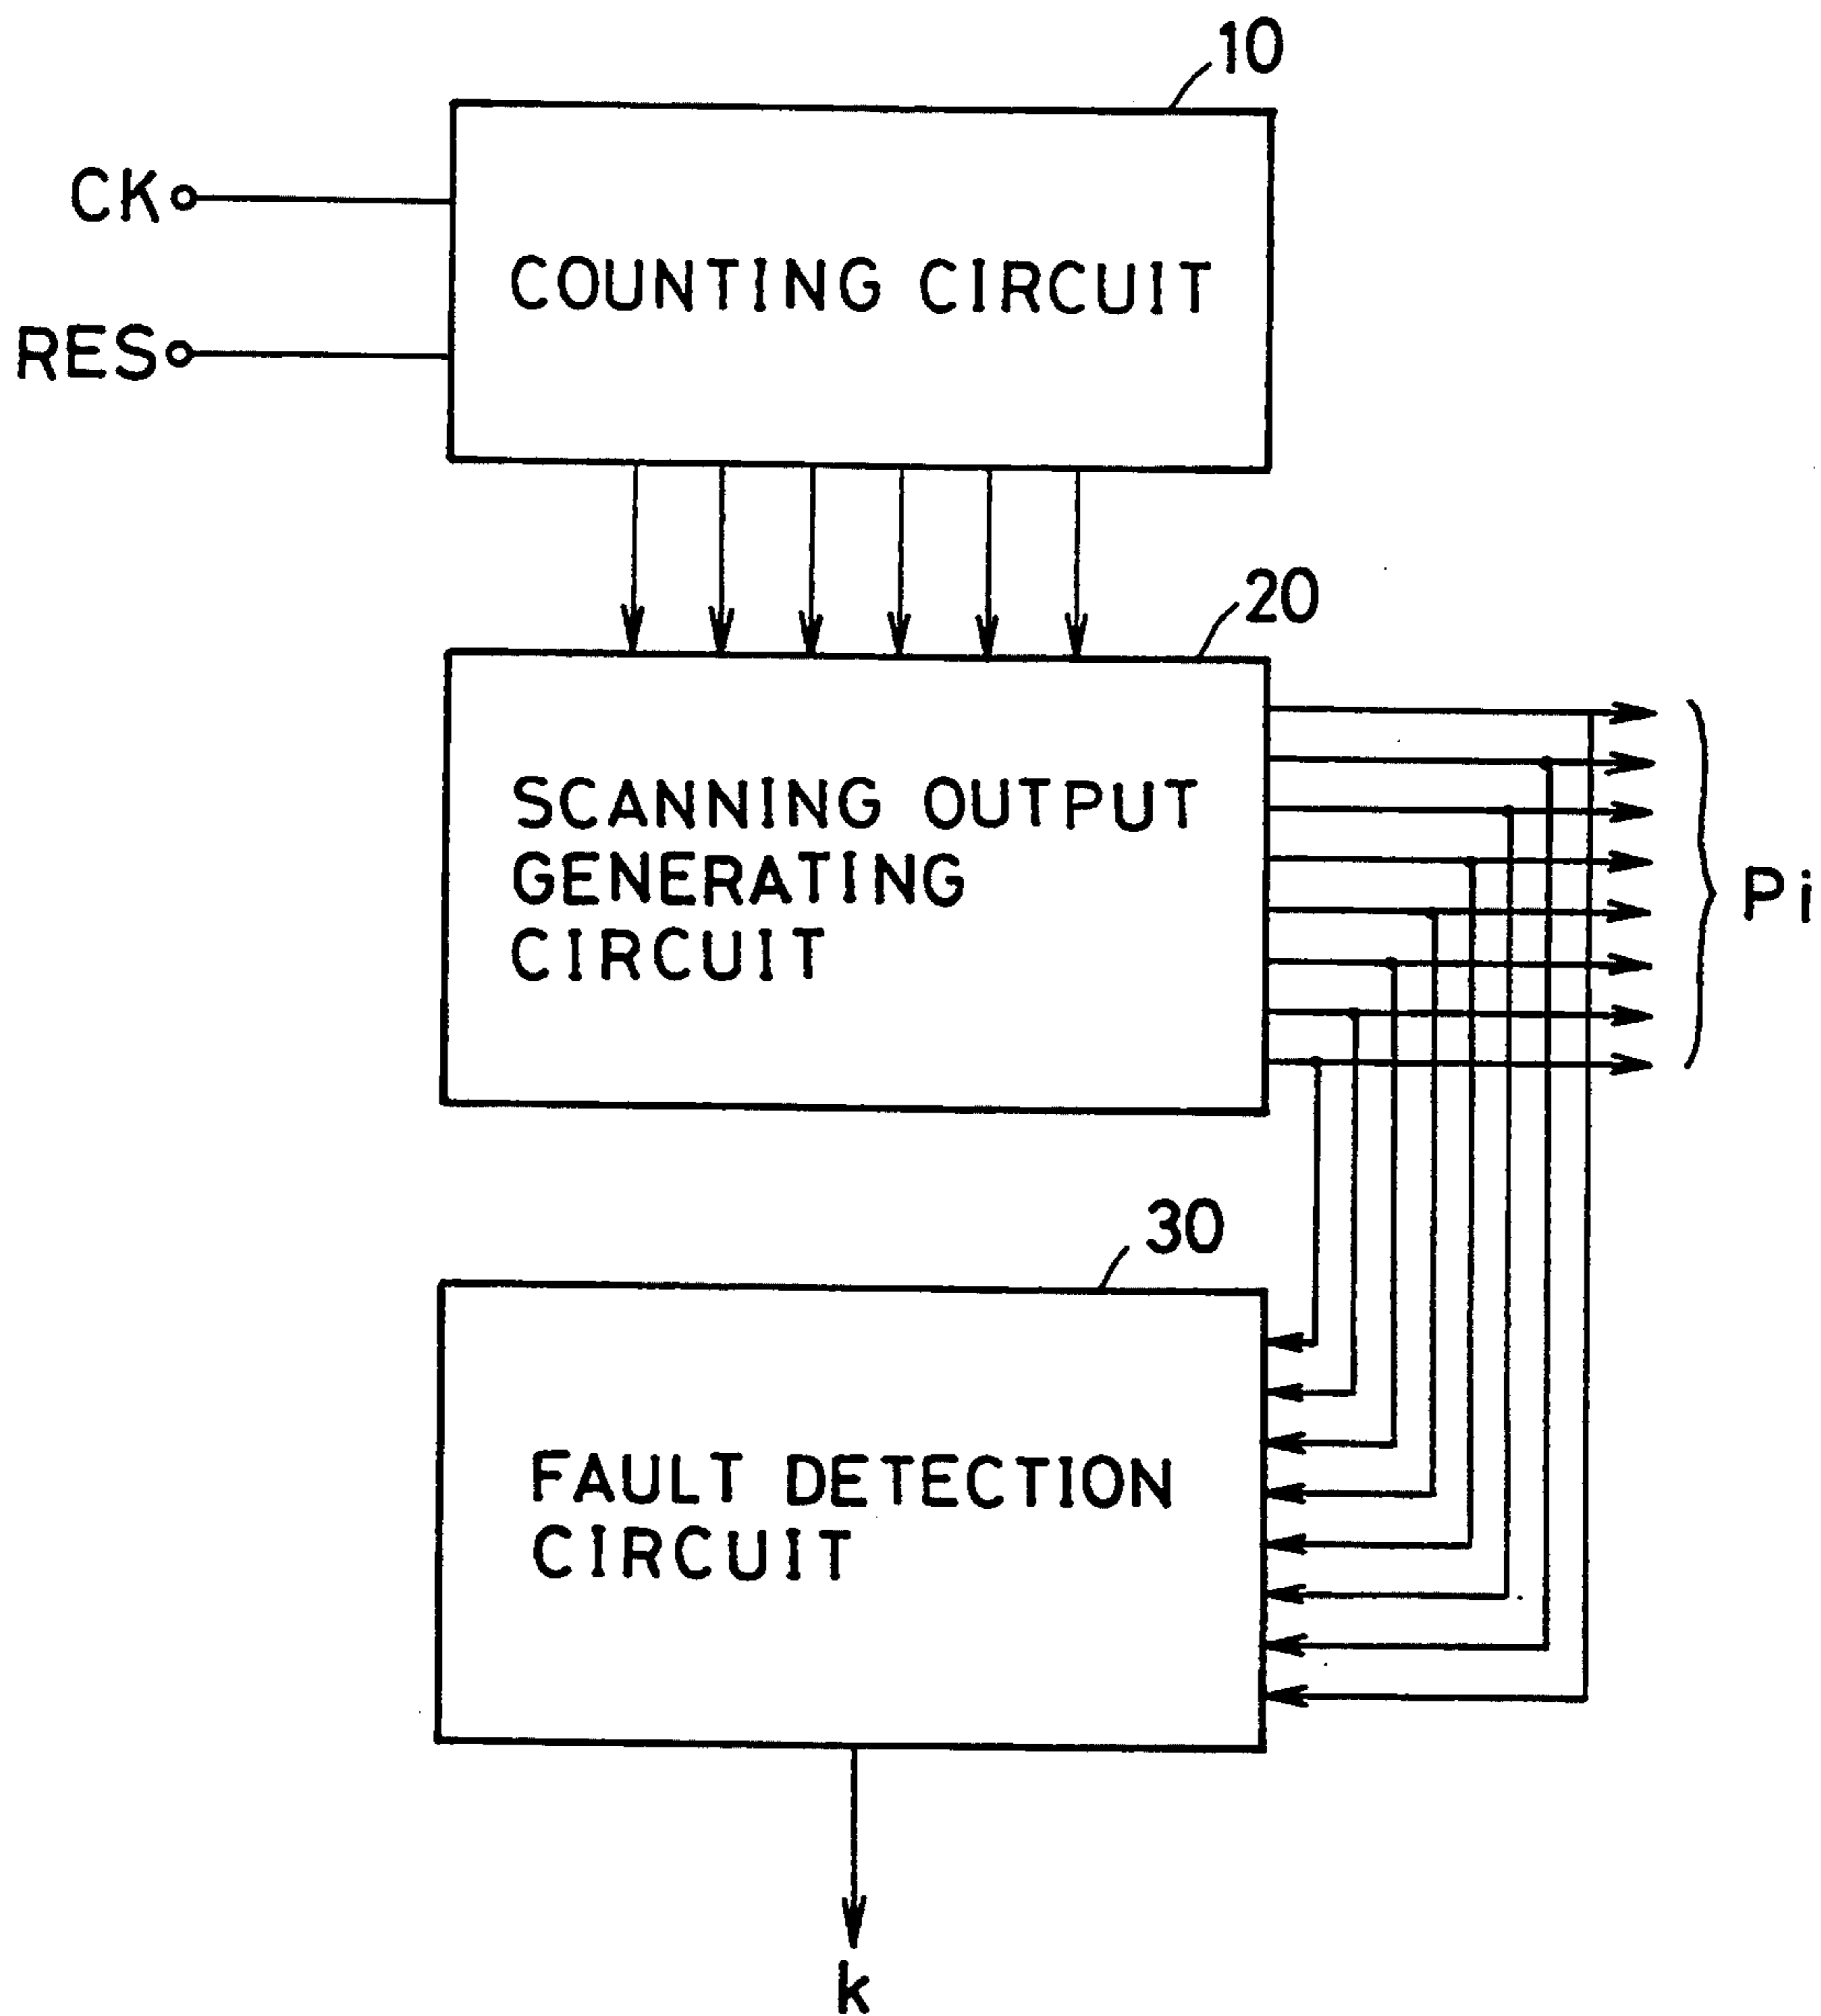 10
CK
COUNTING CIRCUIT
RES
20
SCANNING OUTPUT
GENERATING
CIRCUIT
Pi
30
FAULT DETECTION
CIRCUIT
k